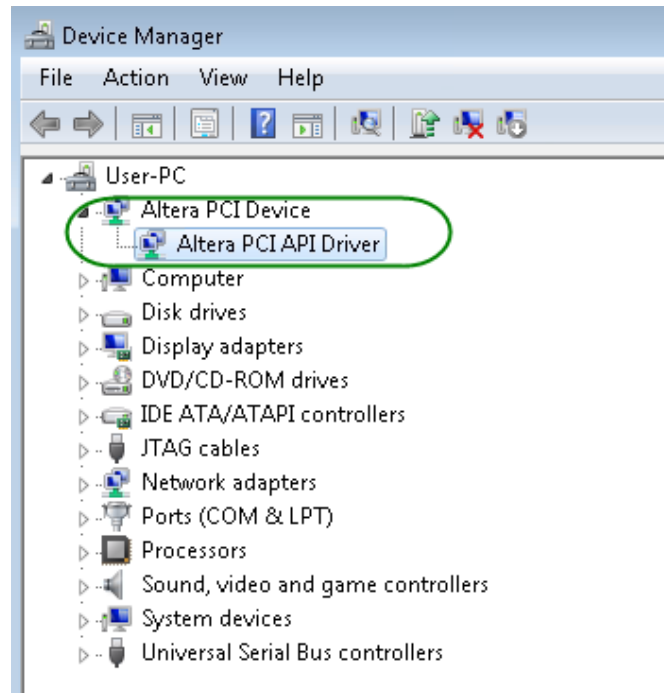 Device Manager
File Action View Help
User-PC
Altera PCI Device
Altera PCI API Driver
Computer
Disk drives
Display adapters
DVD/CD-ROM drives
IDE ATA/ATAPI controllers
JTAG cables
Network adapters
Ports (COM & LPT)
Processors
Sound, video and game controllers
System devices
Universal Serial Bus controllers